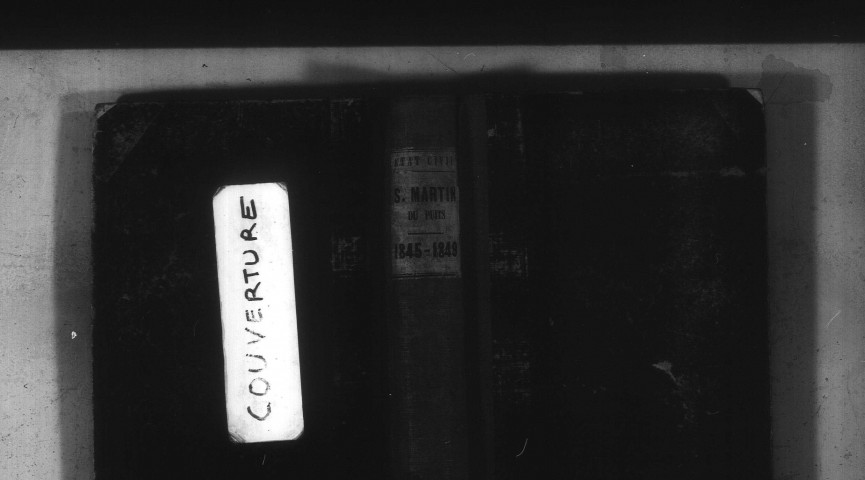 COUVERTURE
ETAT CIVIL
S. MARTIN
DU PUITS
1845-1849